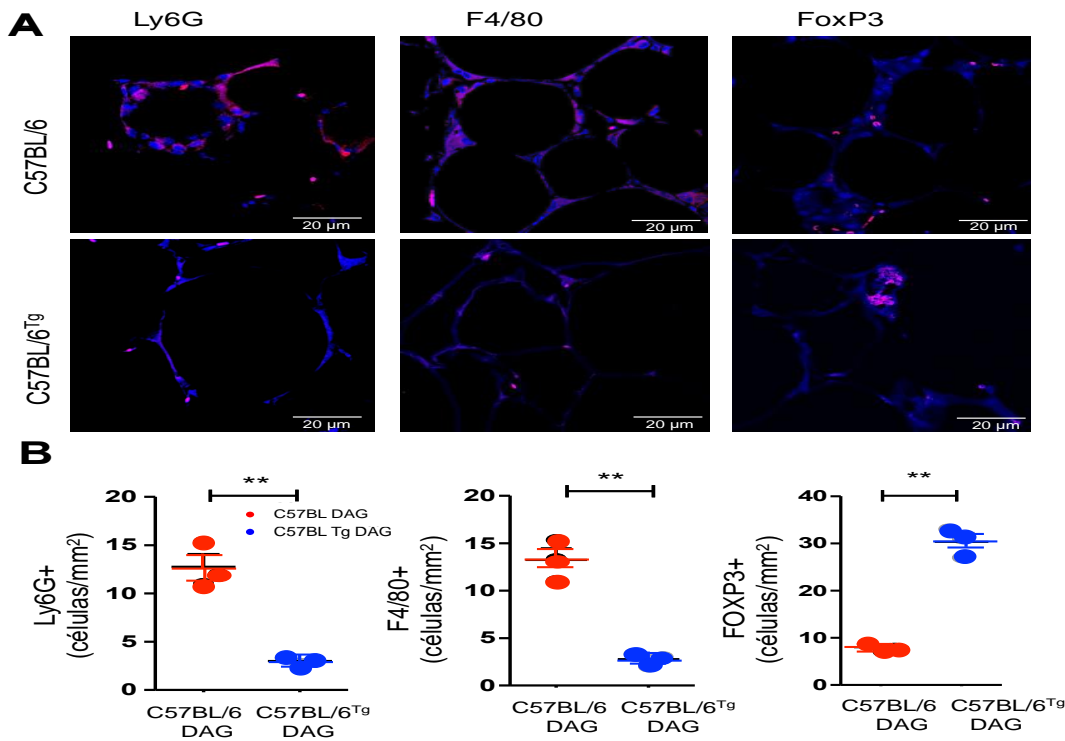 A
Ly6G F4/80 FoxP3
C57BL/6
20 µm 20 µm 20 µm
C57BL/6Tg
20 µm 20 µm 20 µm
B
Ly6G+
(células/mm2)
20
15
10
5
0
**
C57BL DAG
C57BL Tg DAG
C57BL/6 C57BL/6Tg
DAG DAG
F4/80+
(células/mm2)
20
15
10
5
0
**
C57BL/6 C57BL/6Tg
DAG DAG
FOXP3+
(células/mm2)
40
30
20
10
0
**
C57BL/6 C57BL/6Tg
DAG DAG